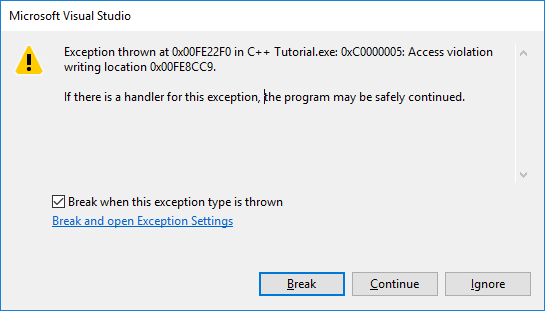 Microsoft Visual Studio
Exception thrown at 0x00FE22F0 in C++ Tutorial.exe: 0xC0000005: Access violation
writing location 0x00FE8CC9.
If there is a handler for this exception, the program may be safely continued.
Break when this exception type is thrown
Break and open Exception Settings
Break
Continue
Ignore